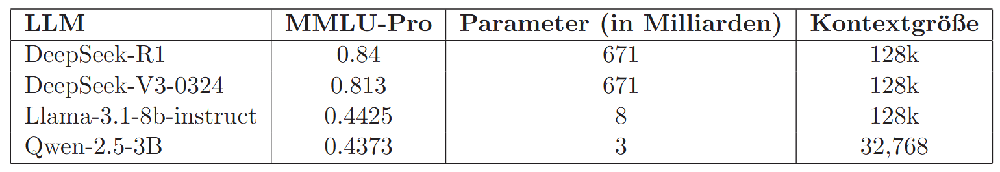 LLM MMLU-Pro Parameter (in Milliarden) Kontextgröße
DeepSeek-R1 0.84 671 128k
DeepSeek-V3-0324 0.813 671 128k
Llama-3.1-8b-instruct 0.4425 8 128k
Qwen-2.5-3B 0.4373 3 32,768